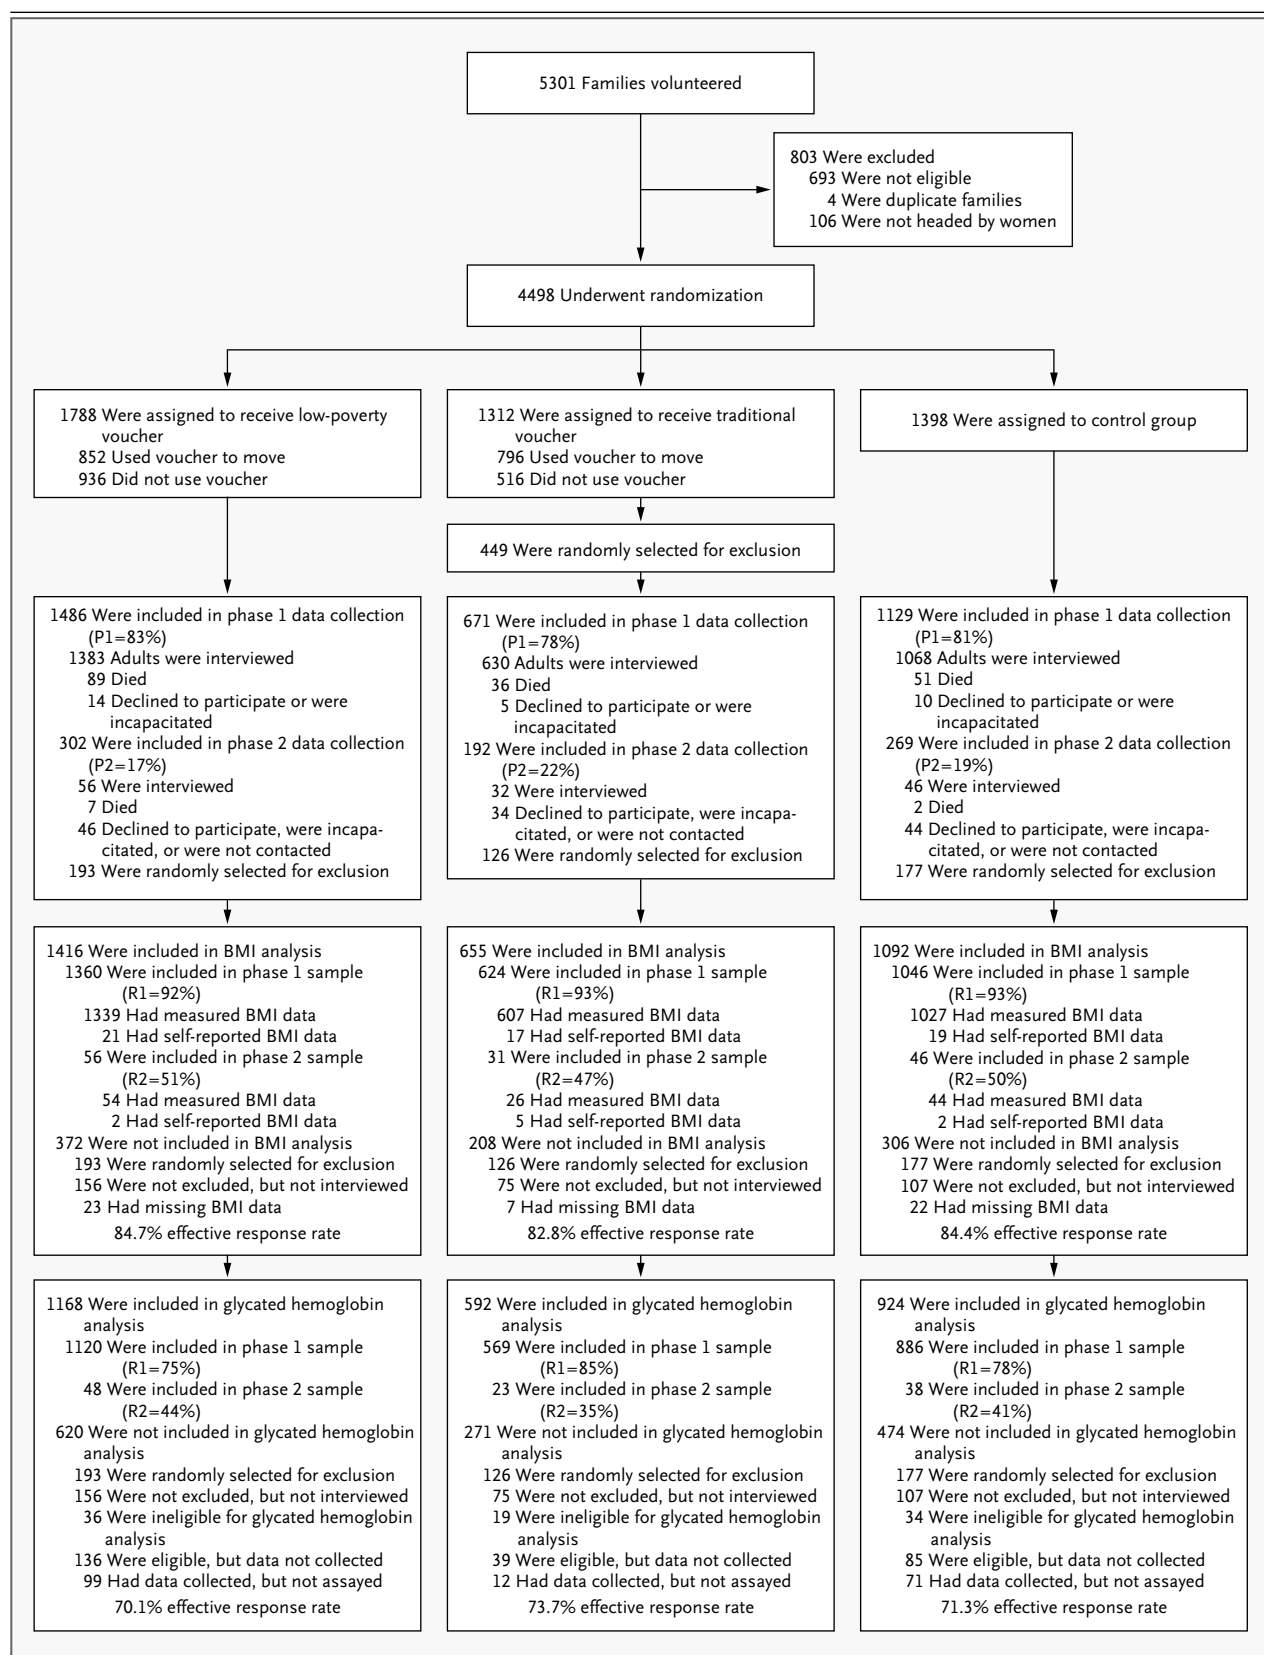 5301 Families volunteered
803 Were excluded
693 Were not eligible
4 Were duplicate families
106 Were not headed by women
4498 Underwent randomization
1788 Were assigned to receive low-poverty
voucher
852 Used voucher to move
936 Did not use voucher
1312 Were assigned to receive traditional
voucher
796 Used voucher to move
516 Did not use voucher
1398 Were assigned to control group
449 Were randomly selected for exclusion
1486 Were included in phase 1 data collection
(P1=83%)
1383 Adults were interviewed
89 Died
14 Declined to participate or were
incapacitated
302 Were included in phase 2 data collection
(P2=17%)
56 Were interviewed
7 Died
46 Declined to participate, were incapa-
citated, or were not contacted
193 Were randomly selected for exclusion
671 Were included in phase 1 data collection
(P1=78%)
630 Adults were interviewed
36 Died
5 Declined to participate or were
incapacitated
192 Were included in phase 2 data collection
(P2=22%)
32 Were interviewed
34 Declined to participate, were incapa-
citated, or were not contacted
126 Were randomly selected for exclusion
1129 Were included in phase 1 data collection
(P1=81%)
1068 Adults were interviewed
51 Died
10 Declined to participate or were
incapacitated
269 Were included in phase 2 data collection
(P2=19%)
46 Were interviewed
2 Died
44 Declined to participate, were incapa-
citated, or were not contacted
177 Were randomly selected for exclusion
1416 Were included in BMI analysis
1360 Were included in phase 1 sample
(R1=92%)
1339 Had measured BMI data
21 Had self-reported BMI data
56 Were included in phase 2 sample
(R2=51%)
54 Had measured BMI data
2 Had self-reported BMI data
372 Were not included in BMI analysis
193 Were randomly selected for exclusion
156 Were not excluded, but not interviewed
23 Had missing BMI data
84.7% effective response rate
655 Were included in BMI analysis
624 Were included in phase 1 sample
(R1=93%)
607 Had measured BMI data
17 Had self-reported BMI data
31 Were included in phase 2 sample
(R2=47%)
26 Had measured BMI data
5 Had self-reported BMI data
208 Were not included in BMI analysis
126 Were randomly selected for exclusion
75 Were not excluded, but not interviewed
7 Had missing BMI data
82.8% effective response rate
1092 Were included in BMI analysis
1046 Were included in phase 1 sample
(R1=93%)
1027 Had measured BMI data
19 Had self-reported BMI data
46 Were included in phase 2 sample
(R2=50%)
44 Had measured BMI data
2 Had self-reported BMI data
306 Were not included in BMI analysis
177 Were randomly selected for exclusion
107 Were not excluded, but not interviewed
22 Had missing BMI data
84.4% effective response rate
1168 Were included in glycated hemoglobin
analysis
1120 Were included in phase 1 sample
(R1=75%)
48 Were included in phase 2 sample
(R2=44%)
620 Were not included in glycated hemoglobin
analysis
193 Were randomly selected for exclusion
156 Were not excluded, but not interviewed
36 Were ineligible for glycated hemoglobin
analysis
136 Were eligible, but data not collected
99 Had data collected, but not assayed
70.1% effective response rate
592 Were included in glycated hemoglobin
analysis
569 Were included in phase 1 sample
(R1=85%)
23 Were included in phase 2 sample
(R2=35%)
271 Were not included in glycated hemoglobin
analysis
126 Were randomly selected for exclusion
75 Were not excluded, but not interviewed
19 Were ineligible for glycated hemoglobin
analysis
39 Were eligible, but data not collected
12 Had data collected, but not assayed
73.7% effective response rate
924 Were included in glycated hemoglobin
analysis
886 Were included in phase 1 sample
(R1=78%)
38 Were included in phase 2 sample
(R2=41%)
474 Were not included in glycated hemoglobin
analysis
177 Were randomly selected for exclusion
107 Were not excluded, but not interviewed
34 Were ineligible for glycated hemoglobin
analysis
85 Were eligible, but data not collected
71 Had data collected, but not assayed
71.3% effective response rate